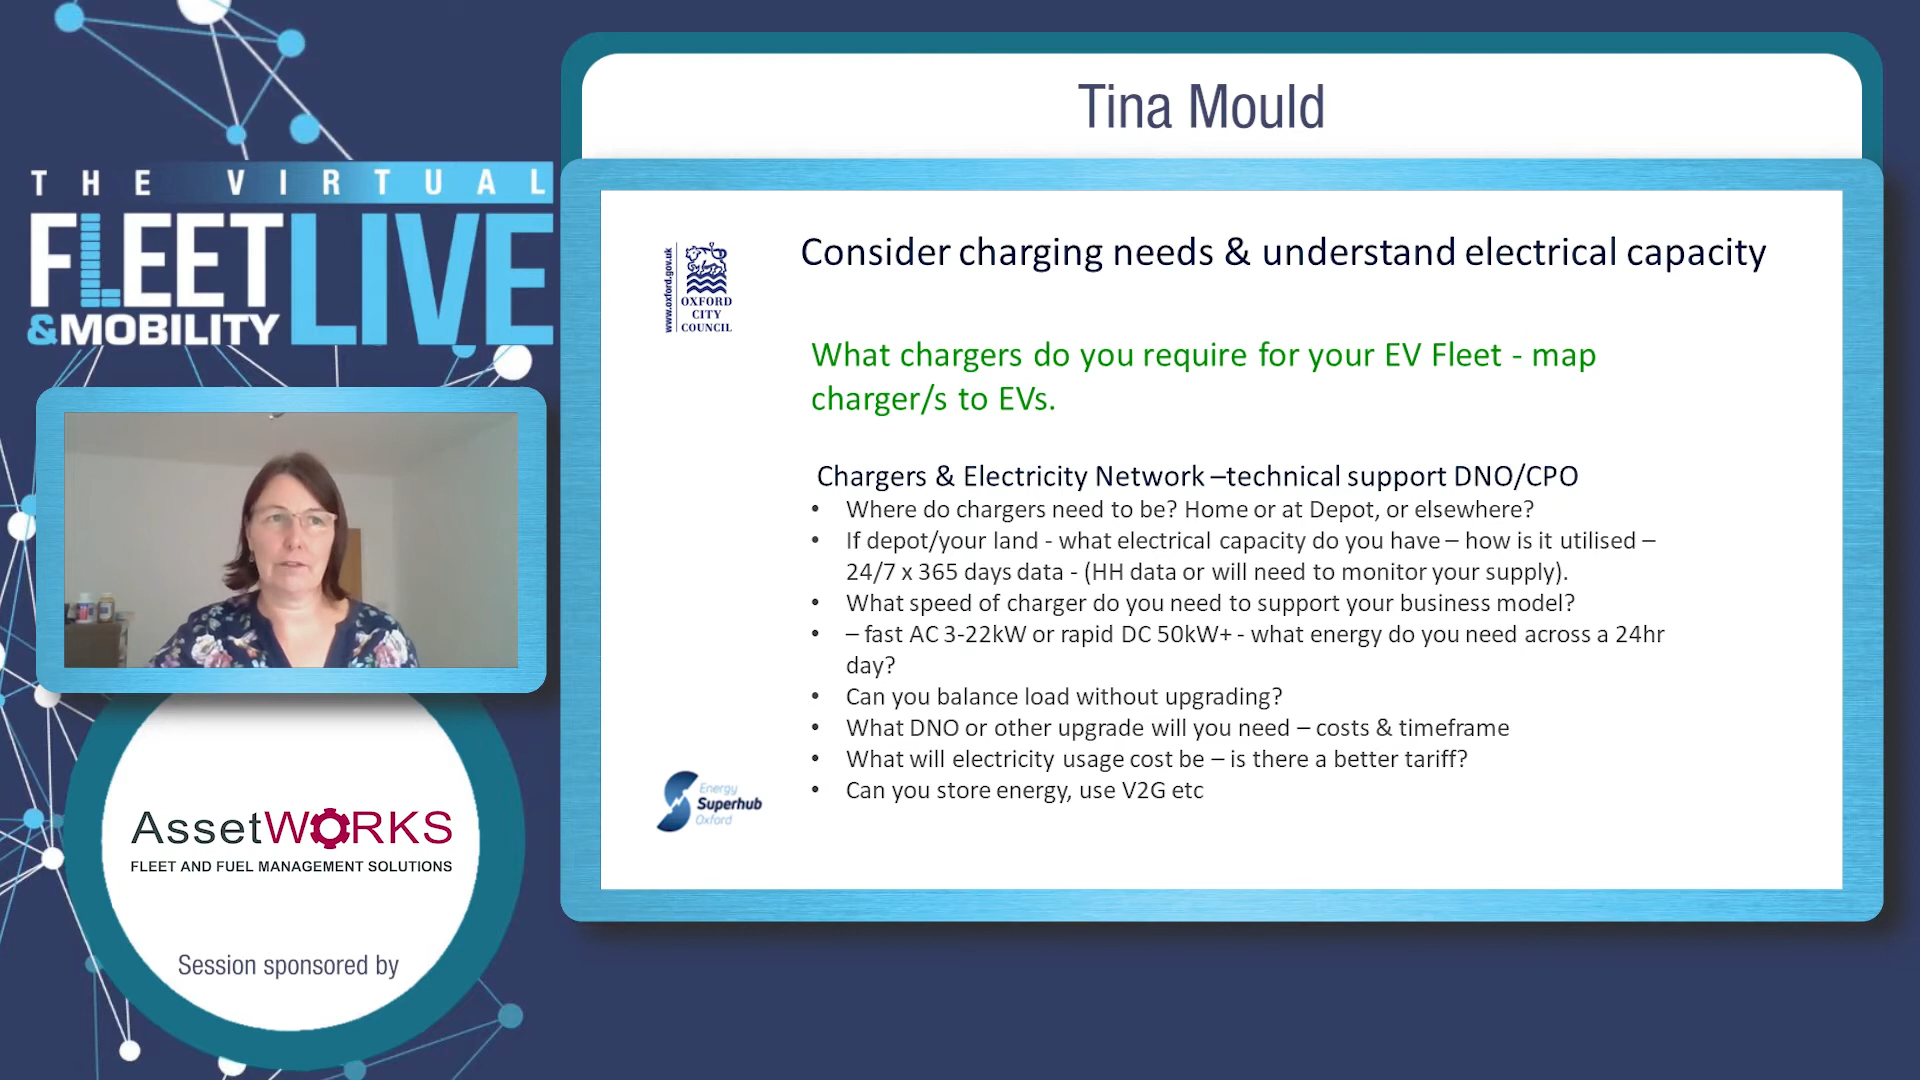 THE VIRTUAL
FLEET LIVE
&MOBILITY
Tina Mould
www.oxford.gov.uk
OXFORD
CITY
COUNCIL
Consider charging needs & understand electrical capacity
What chargers do you require for your EV Fleet - map
charger/s to EVs.
Chargers & Electricity Network –technical support DNO/CPO
• Where do chargers need to be? Home or at Depot, or elsewhere?
• If depot/your land - what electrical capacity do you have – how is it utilised –
24/7 x 365 days data - (HH data or will need to monitor your supply).
• What speed of charger do you need to support your business model?
• – fast AC 3-22kW or rapid DC 50kW+ - what energy do you need across a 24hr
day?
• Can you balance load without upgrading?
• What DNO or other upgrade will you need – costs & timeframe
• What will electricity usage cost be – is there a better tariff?
• Can you store energy, use V2G etc
Energy
Superhub
Oxford
AssetWORKS
FLEET AND FUEL MANAGEMENT SOLUTIONS
Session sponsored by